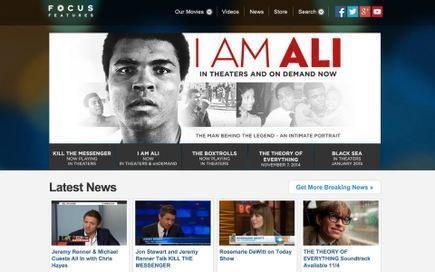 FOCUS
FEATURES
Our Movies
Videos
News
Store
Search
I AM ALI
IN THEATERS AND ON DEMAND NOW
THE MAN BEHIND THE LEGEND - AN INTIMATE PORTRAIT
KILL THE MESSENGER
NOW PLAYING
IN THEATERS
I AM ALI
NOW
IN THEATERS & onDEMAND
THE BOXTROLLS
NOW PLAYING
IN THEATERS
THE THEORY OF
EVERYTHING
NOVEMBER 7, 2014
BLACK SEA
IN THEATERS
JANUARY 2015
Latest News
Get More Breaking News »
Jeremy Renner & Michael
Cuesta All In with Chris
Hayes
Jon Stewart and Jeremy
Renner Talk KILL THE
MESSENGER
Rosemarie DeWitt on Today
Show
THE THEORY OF
EVERYTHING Soundtrack
Available 11/4